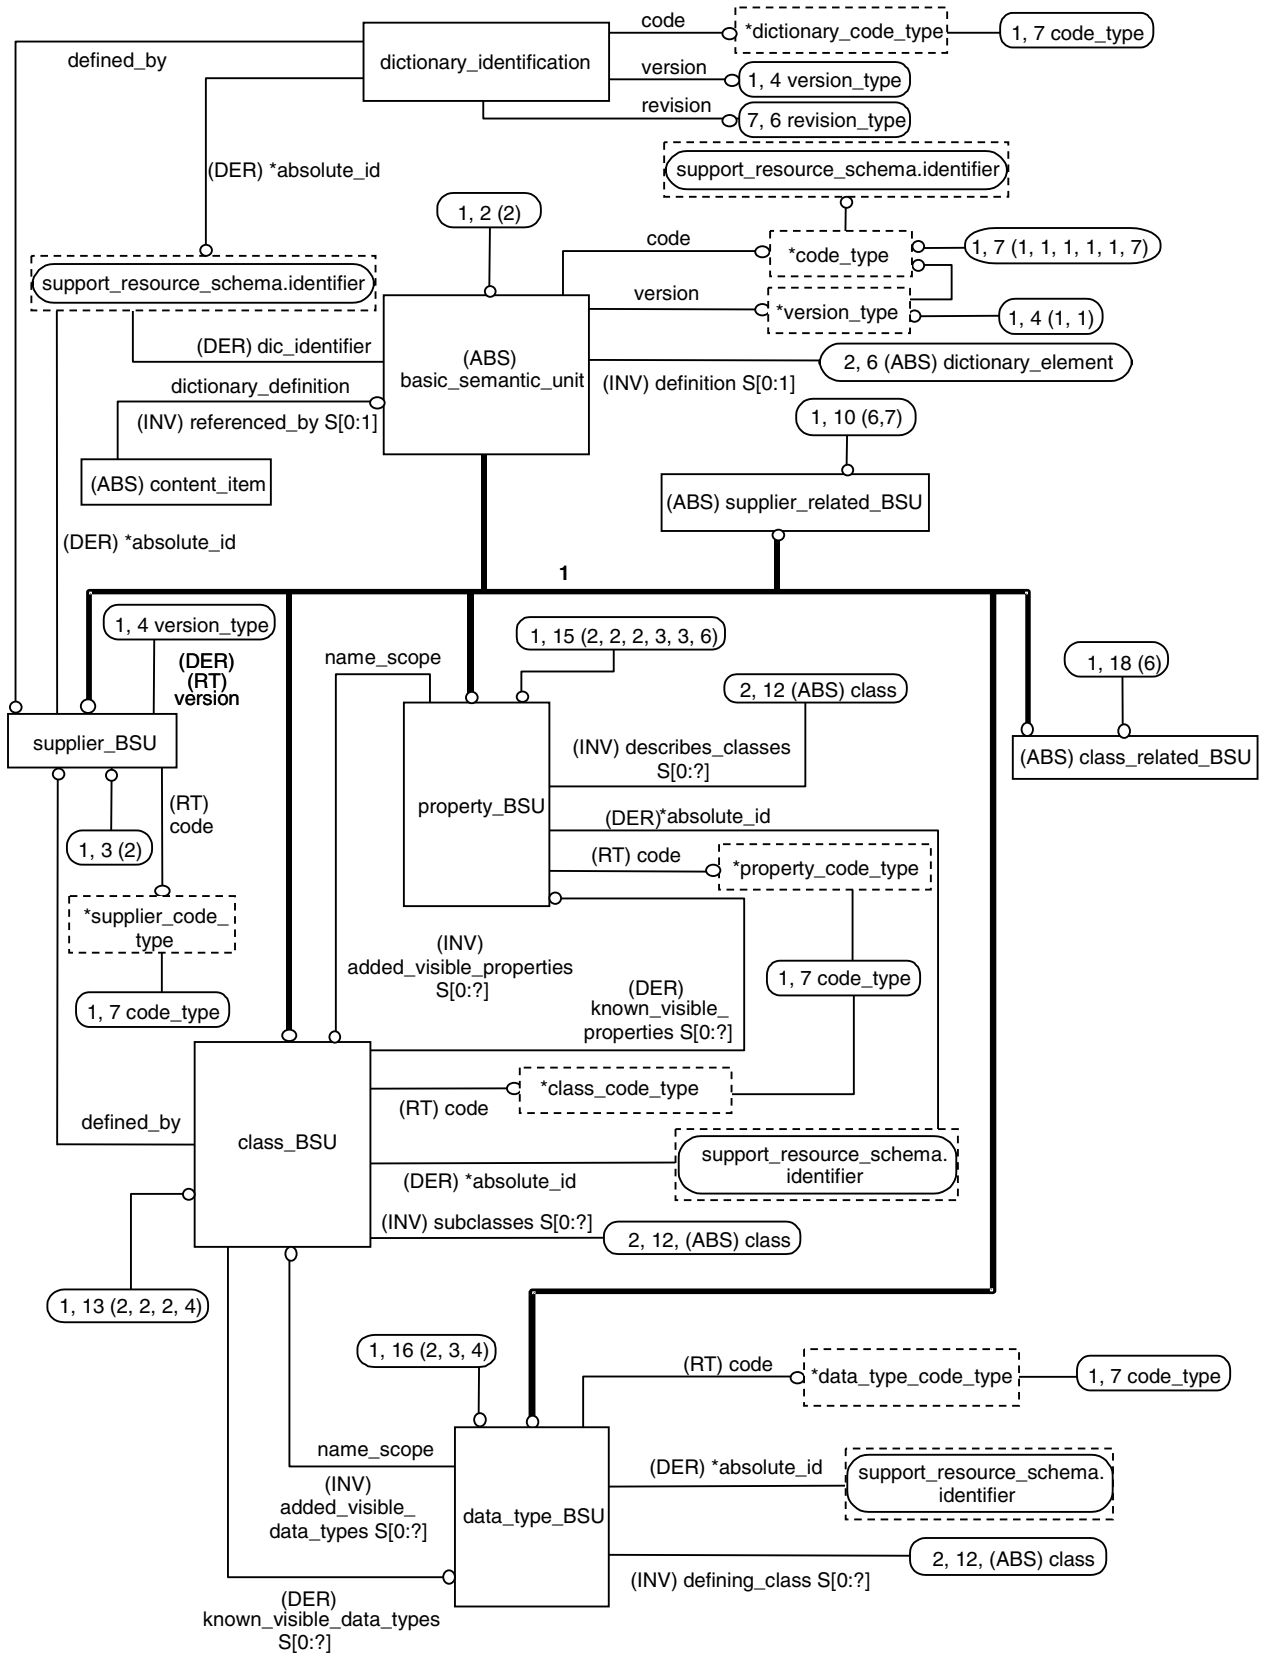 code
*dictionary_code_type
1, 7 code_type
defined_by
dictionary_identification
version
1, 4 version_type
revision
7, 6 revision_type
(DER) *absolute_id
support_resource_schema.identifier
1, 2 (2)
code
*code_type
1, 7 (1, 1, 1, 1, 1, 7)
support_resource_schema.identifier
version
*version_type
1, 4 (1, 1)
(DER) dic_identifier
(ABS)
basic_semantic_unit
2, 6 (ABS) dictionary_element
(INV) definition S[0:1]
dictionary_definition
(INV) referenced_by S[0:1]
1, 10 (6,7)
(ABS) content_item
(ABS) supplier_related_BSU
(DER) *absolute_id
1
1, 4 version_type
1, 15 (2, 2, 2, 3, 3, 6)
(DER)
(RT)
version
name_scope
1, 18 (6)
2, 12 (ABS) class
supplier_BSU
(INV) describes_classes
S[0:?]
(ABS) class_related_BSU
property_BSU
(RT)
code
(DER)*absolute_id
1, 3 (2)
(RT) code
*property_code_type
*supplier_code_
type
(INV)
added_visible_properties
S[0:?]
1, 7 code_type
(DER)
known_visible_
properties S[0:?]
1, 7 code_type
*class_code_type
(RT) code
defined_by
class_BSU
support_resource_schema.
identifier
(DER) *absolute_id
(INV) subclasses S[0:?]
2, 12, (ABS) class
1, 13 (2, 2, 2, 4)
1, 16 (2, 3, 4)
(RT) code
*data_type_code_type
1, 7 code_type
name_scope
(DER) *absolute_id
support_resource_schema.
identifier
(INV)
added_visible_
data_types S[0:?]
data_type_BSU
2, 12, (ABS) class
(INV) defining_class S[0:?]
(DER)
known_visible_data_types
S[0:?]